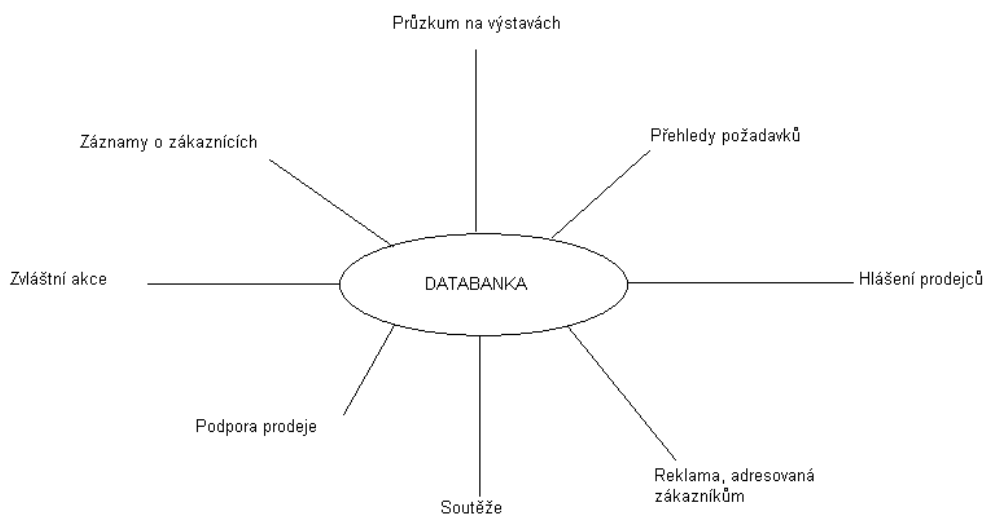 Průzkum na výstavách
Záznamy o zákaznících
Přehledy požadavků
Zvláštní akce
DATABANKA
Hlášení prodejců
Podpora prodeje
Reklama, adresovaná
zákazníkům
Soutěže